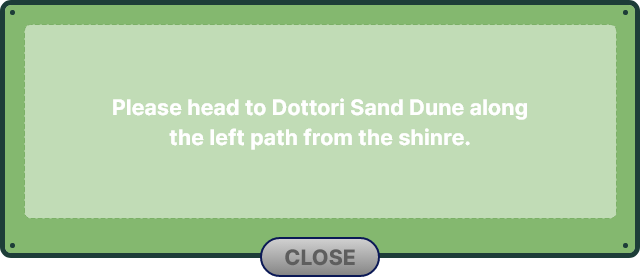 Please head to Dottori Sand Dune along
the left path from the shinre.
CLOSE